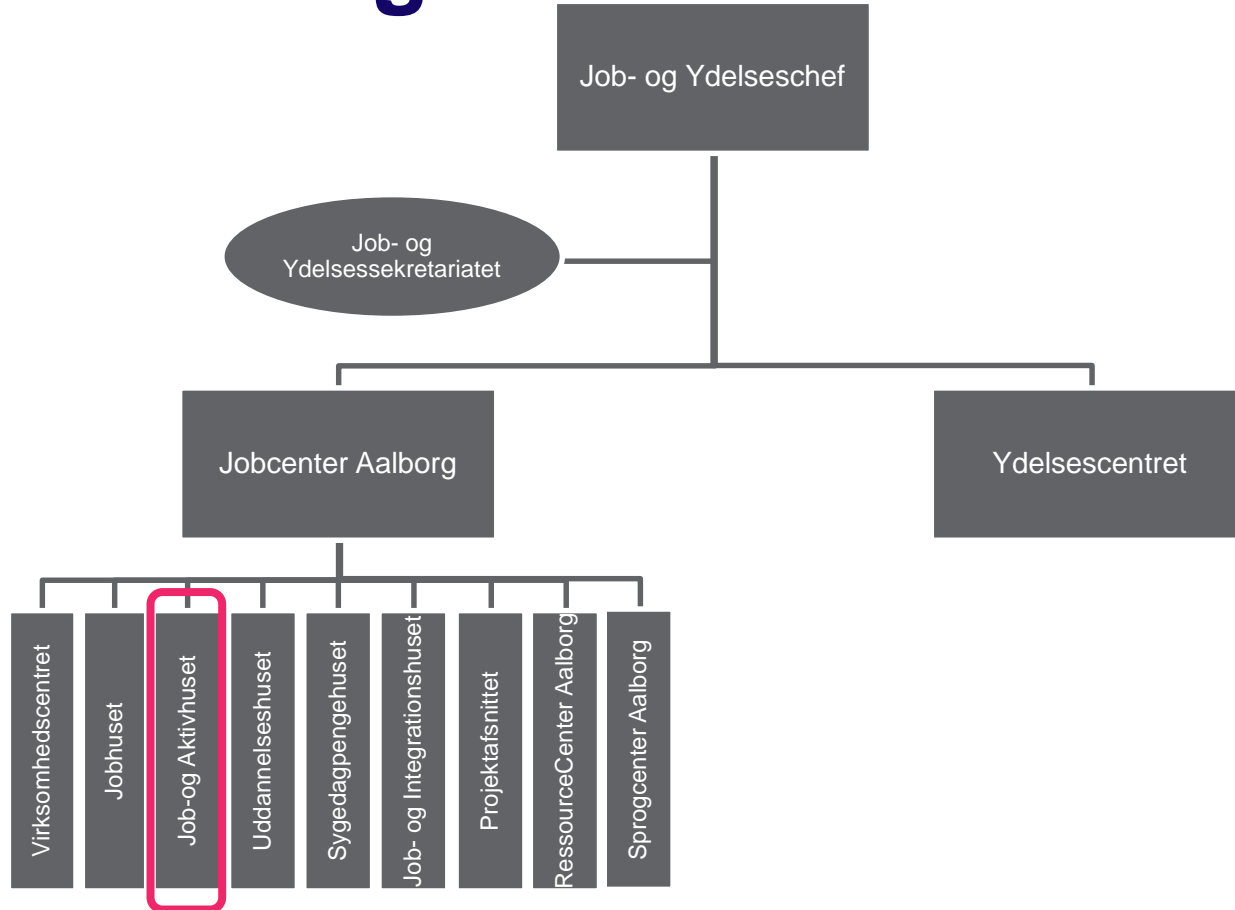 g
Job- og Ydelseschef
Job- og
Ydelsessekretariatet
Jobcenter Aalborg
Ydelsescentret
Virksomhedscentret
Jobhuset
Job-og Aktivhuset
Uddannelseshuset
Sygedagpengehuset
Job- og Integrationshuset
Projektafsnittet
RessourceCenter Aalborg
Sprogcenter Aalborg